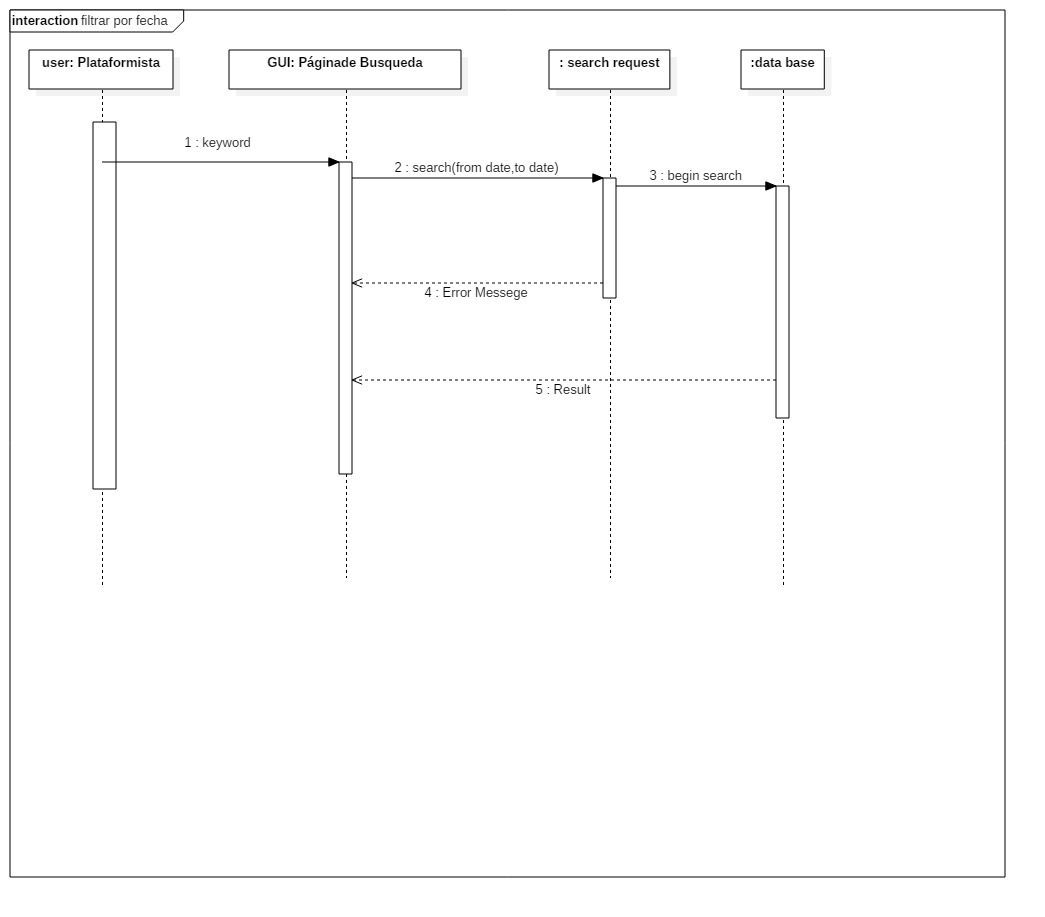 interaction filtrar por fecha
user: Plataformista
GUI: Páginade Busqueda
: search request
:data base
1 : keyword
2 : search(from date,to date)
3 : begin search
4 : Error Messege
5 : Result